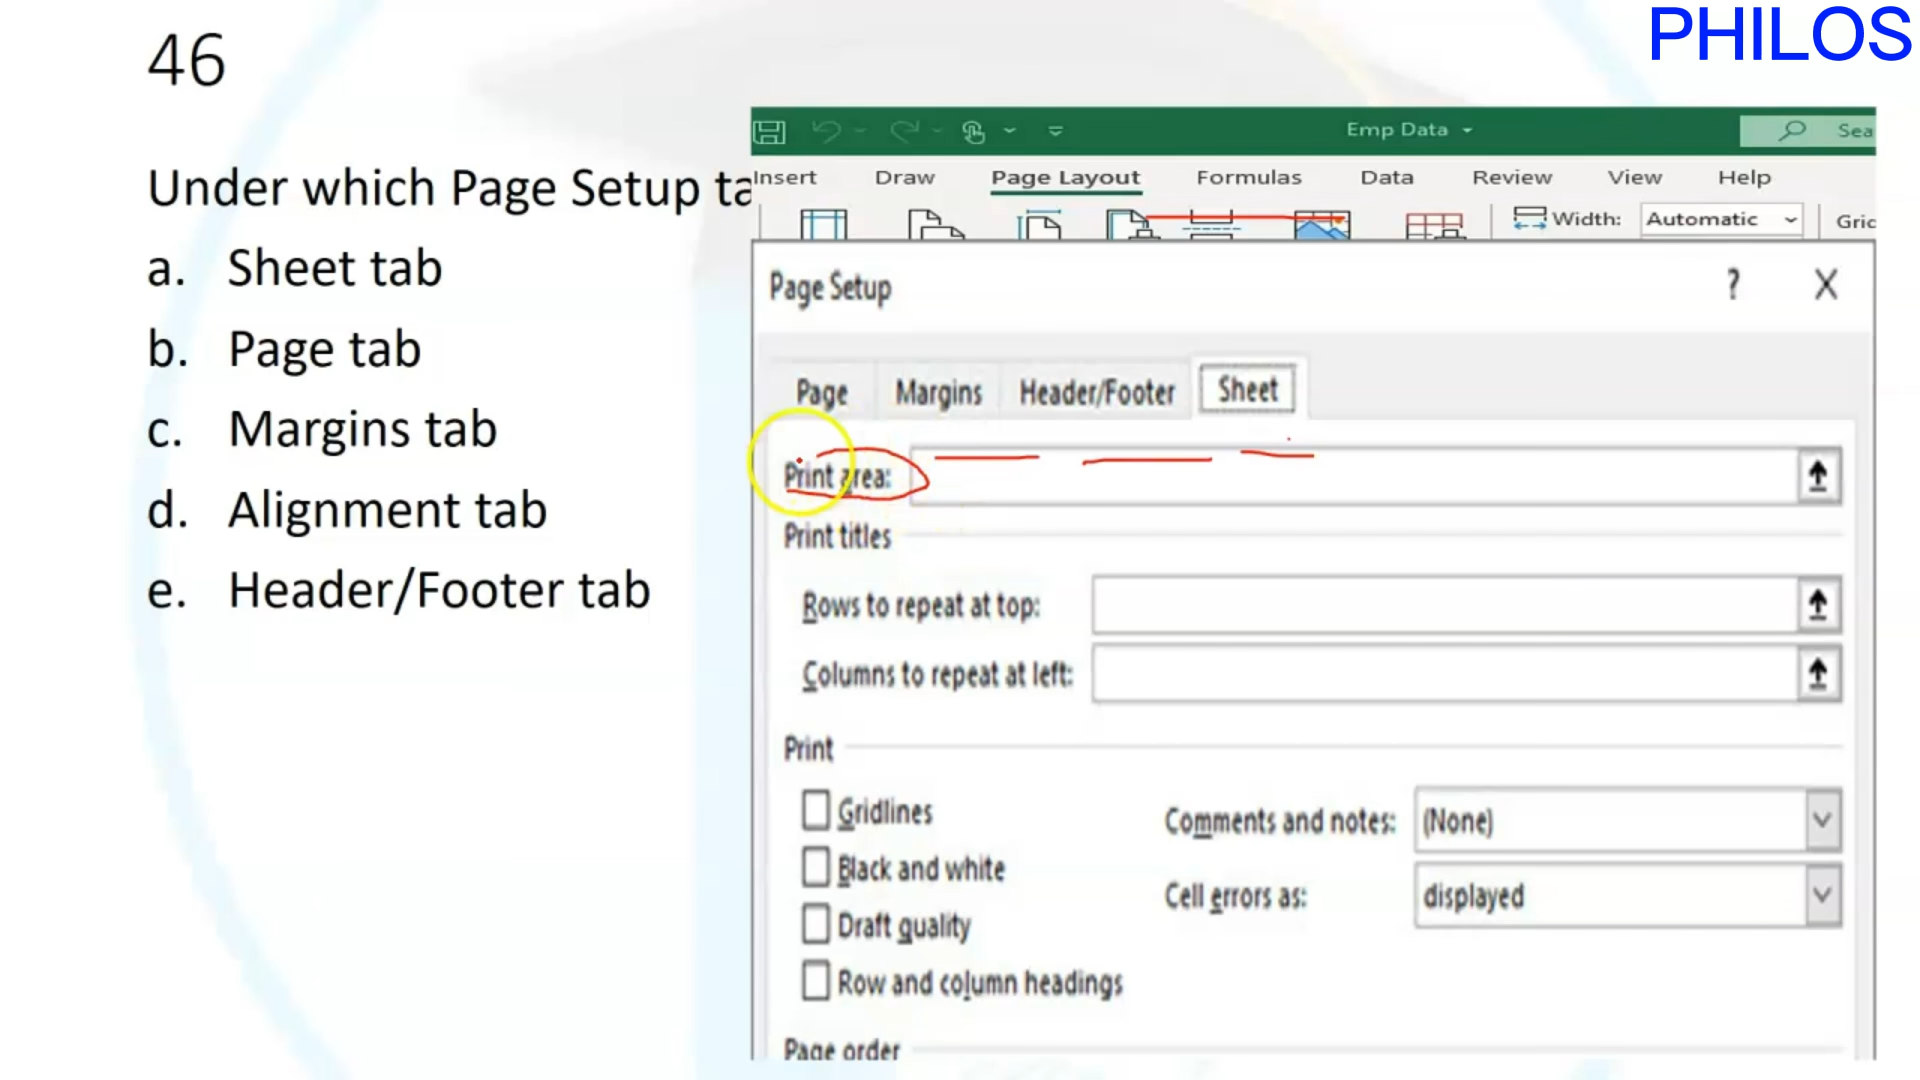 46
PHILOS
Under which Page Setup ta
a. Sheet tab
b. Page tab
c. Margins tab
d. Alignment tab
e. Header/Footer tab
Emp Data
Sea
Insert Draw Page Layout Formulas Data Review View Help
Width: Automatic Gric
Page Setup ? X
Page Margins Header/Footer Sheet
Print area:
Print titles
Rows to repeat at top:
Columns to repeat at left:
Print
Gridlines
Black and white
Draft quality
Row and column headings
Comments and notes: (None)
Cell errors as: displayed
Page order